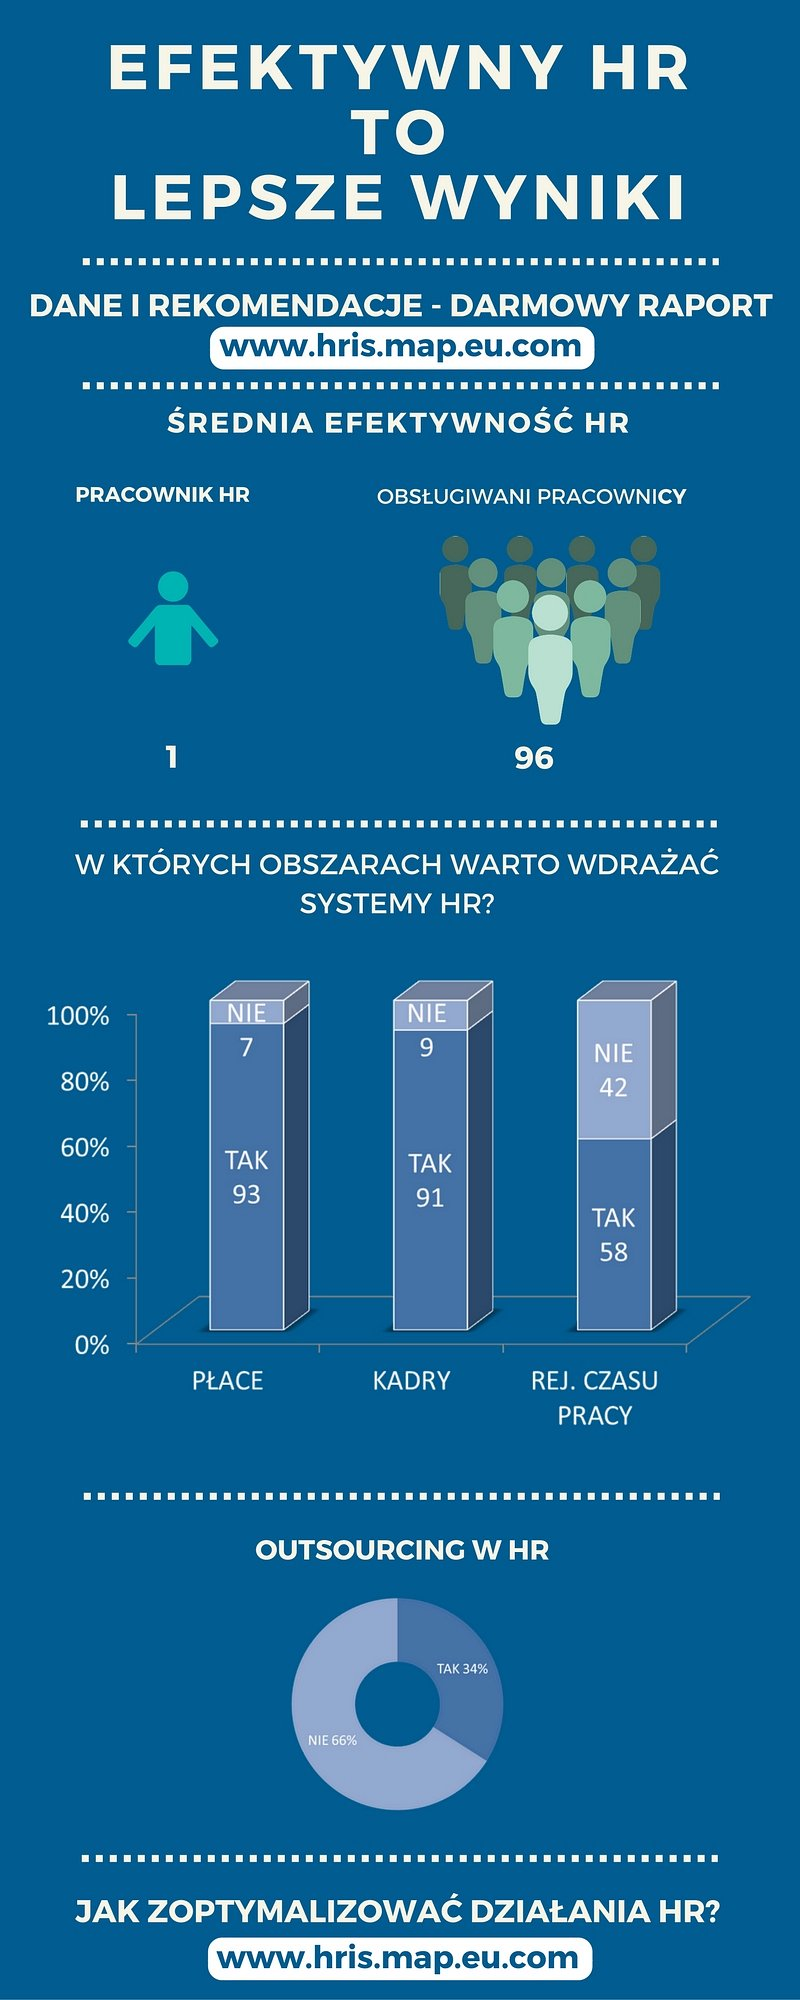 EFEKTYWNY HR
TO
LEPSZE WYNIKI
DANE I REKOMENDACJE - DARMOWY RAPORT
www.hris.map.eu.com
ŚREDNIA EFEKTYWNOŚĆ HR
PRACOWNIK HR
OBSŁUGIWANI PRACOWNICY
1
96
W KTÓRYCH OBSZARACH WARTO WDRAŻAĆ
SYSTEMY HR?
100%
80%
60%
40%
20%
0%
NIE
7
TAK
93
NIE
9
TAK
91
NIE
42
TAK
58
PŁACE
KADRY
REJ. CZASU
PRACY
OUTSOURCING W HR
TAK 34%
NIE 66%
JAK ZOPTYMALIZOWAĆ DZIAŁANIA HR?
www.hris.map.eu.com